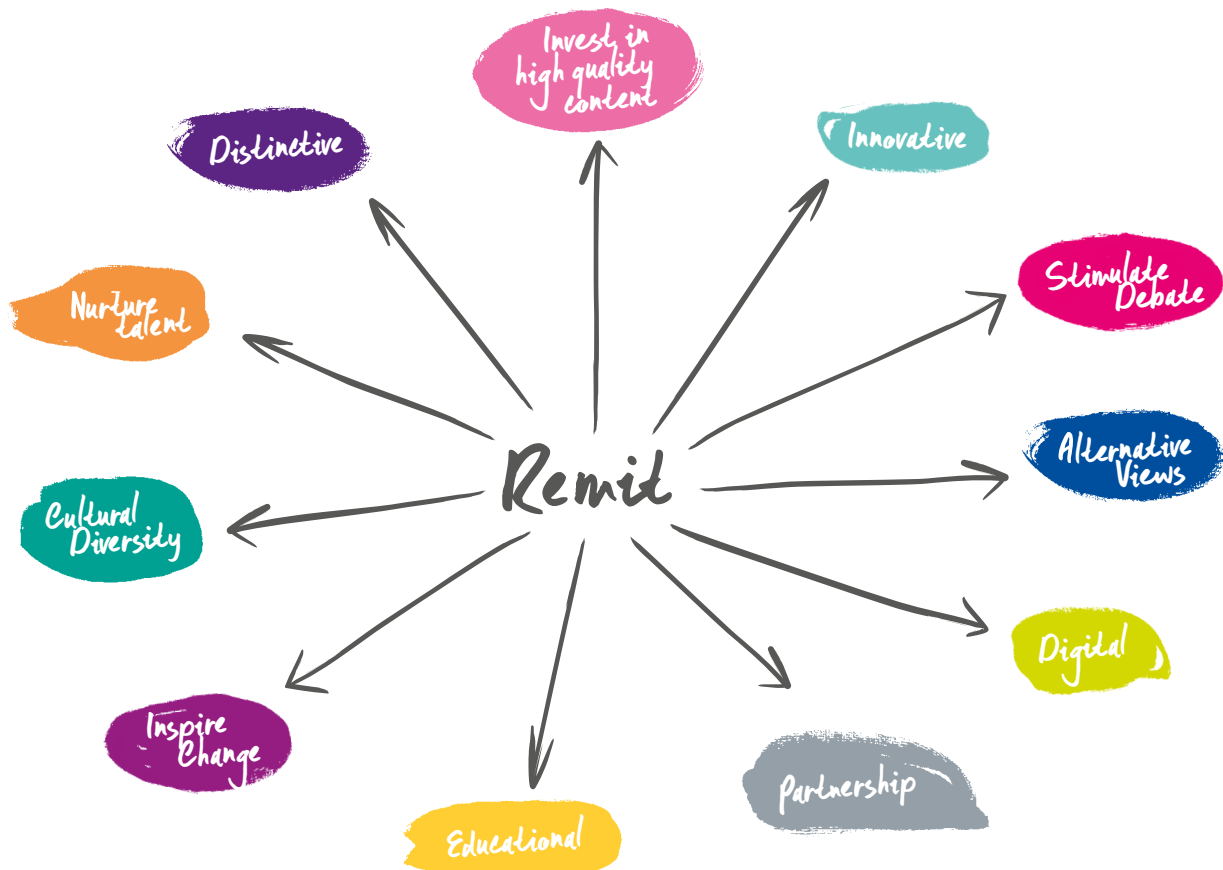 Invest in
high quality
content
Innovative
Stimulate
Debate
Alternative
Views
Digital
Partnership
Educational
Inspire
Change
Cultural
Diversity
Nurture
talent
Distinctive
Remit